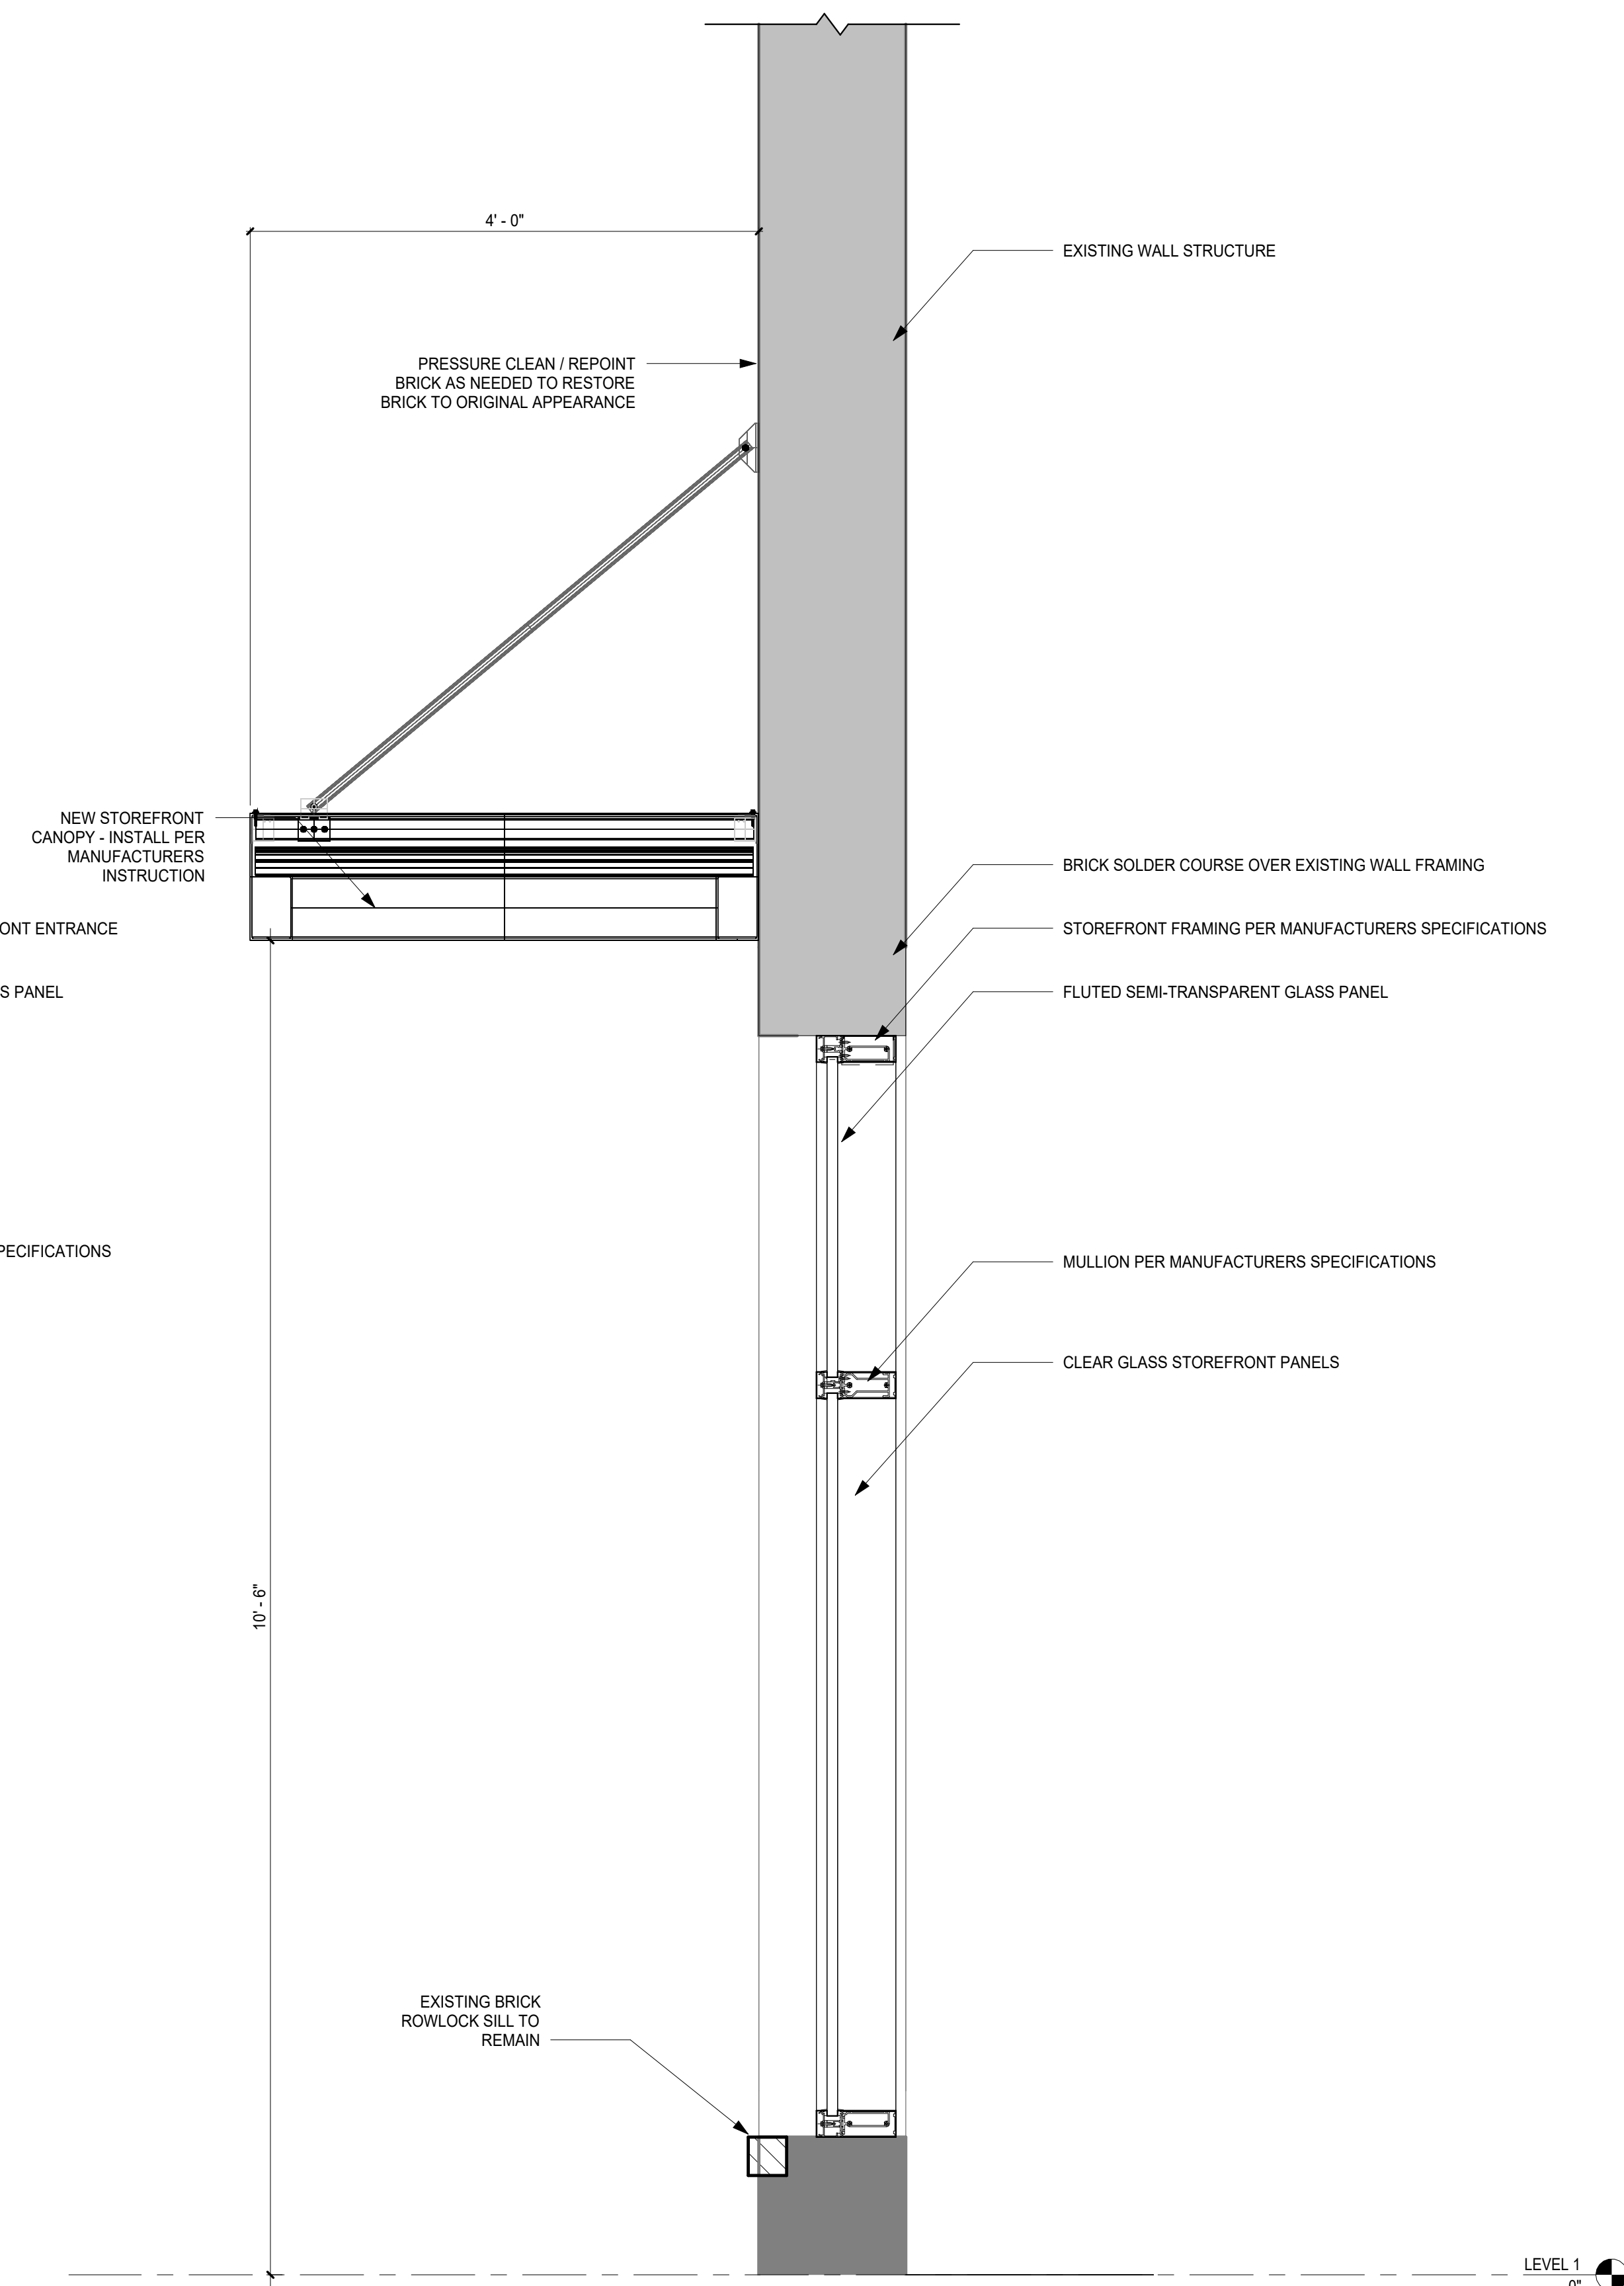 4' - 0"
EXISTING WALL STRUCTURE
PRESSURE CLEAN / REPOINT
BRICK AS NEEDED TO RESTORE
BRICK TO ORIGINAL APPEARANCE
NEW STOREFRONT
CANOPY - INSTALL PER
MANUFACTURERS
INSTRUCTION
BRICK SOLDER COURSE OVER EXISTING WALL FRAMING
ONT ENTRANCE
STOREFRONT FRAMING PER MANUFACTURERS SPECIFICATIONS
S PANEL
FLUTED SEMI-TRANSPARENT GLASS PANEL
PECIFICATIONS
MULLION PER MANUFACTURERS SPECIFICATIONS
CLEAR GLASS STOREFRONT PANELS
10' - 6"
EXISTING BRICK
ROWLOCK SILL TO
REMAIN
LEVEL 1
0"